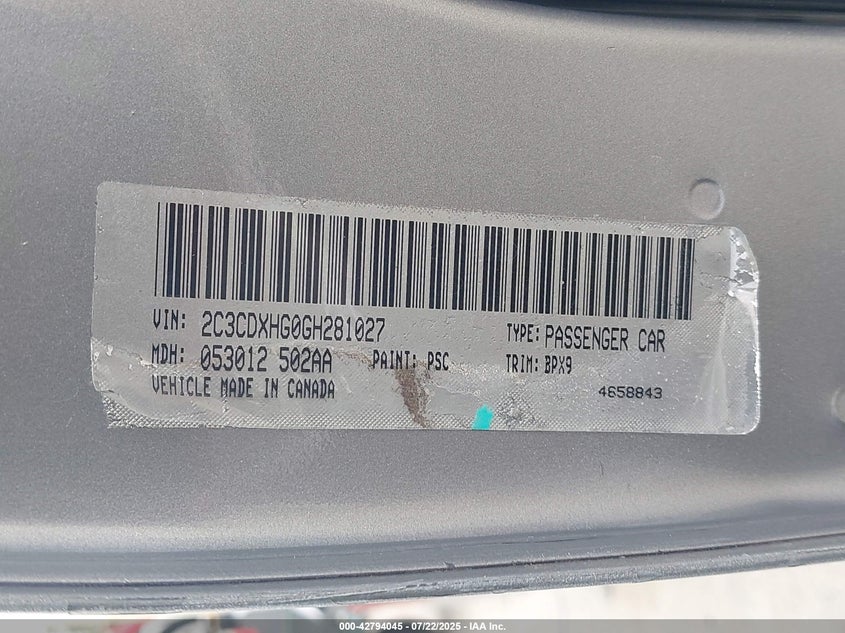 VIN: 2C3CDXHG0GH281027 TYPE: PASSENGER CAR
MDH: 053012 502AA PAINT: PSC TRIM: BPX9
VEHICLE MADE IN CANADA 4658843
000-42794045 - 07/22/2025 - © IAA Inc.